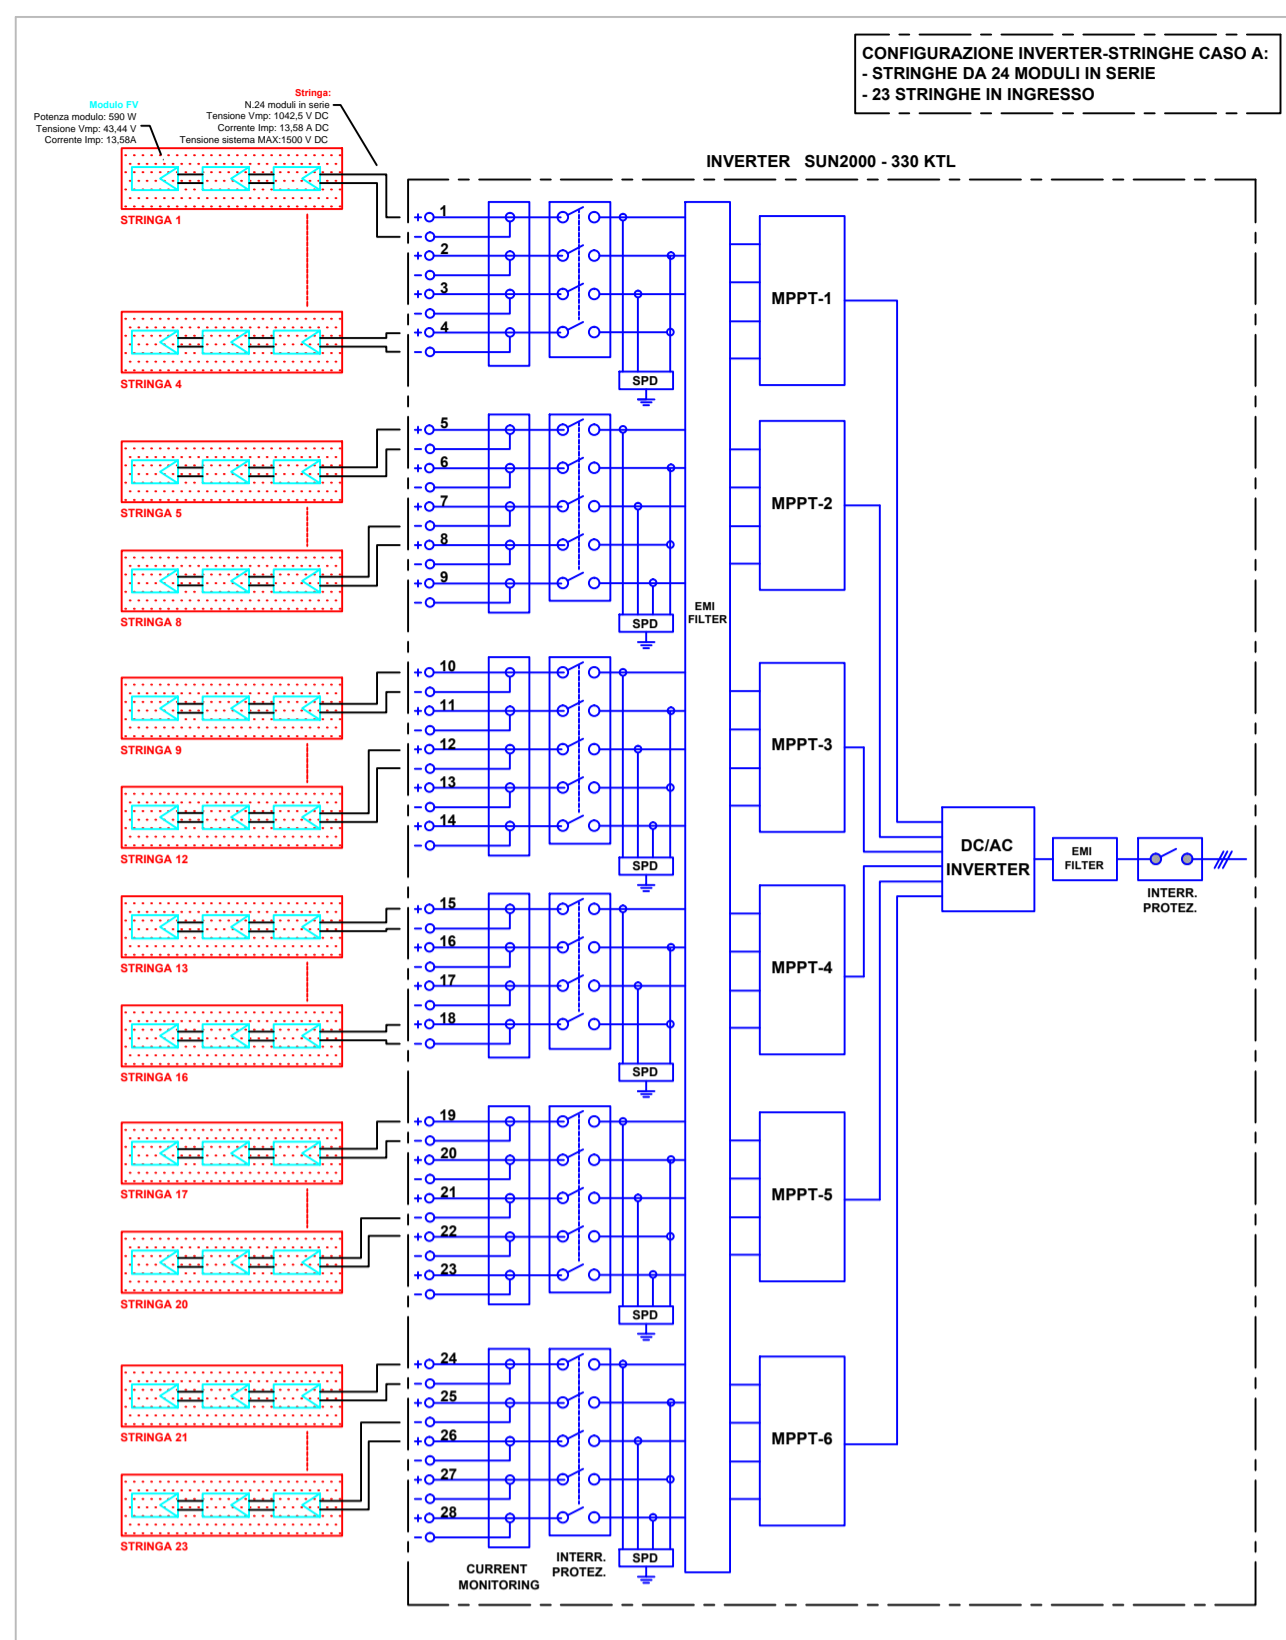 CONFIGURAZIONE INVERTER-STRINGHE CASO A:
- STRINGHE DA 24 MODULI IN SERIE
- 23 STRINGHE IN INGRESSO
Modulo FV
Potenza modulo: 590 W
Tensione Vmp: 43,44 V
Corrente Imp: 13,58A
Stringa:
N.24 moduli in serie
Tensione Vmp: 1042,5 V DC
Corrente Imp: 13,58 A DC
Tensione sistema MAX:1500 V DC
INVERTER SUN2000 - 330 KTL
STRINGA 1
STRINGA 4
STRINGA 5
STRINGA 8
STRINGA 9
STRINGA 12
STRINGA 13
STRINGA 16
STRINGA 17
STRINGA 20
STRINGA 21
STRINGA 23
+ 1
-
+ 2
-
+ 3
-
+ 4
-
SPD
+ 5
-
+ 6
-
+ 7
-
+ 8
-
+ 9
-
SPD
+ 10
-
+ 11
-
+ 12
-
+ 13
-
+ 14
-
SPD
+ 15
-
+ 16
-
+ 17
-
+ 18
-
SPD
+ 19
-
+ 20
-
+ 21
-
+ 22
-
+ 23
-
SPD
+ 24
-
+ 25
-
+ 26
-
+ 27
-
+ 28
-
SPD
CURRENT
MONITORING
INTERR.
PROTEZ.
EMI
FILTER
MPPT-1
MPPT-2
MPPT-3
MPPT-4
MPPT-5
MPPT-6
DC/AC
INVERTER
EMI
FILTER
INTERR.
PROTEZ.